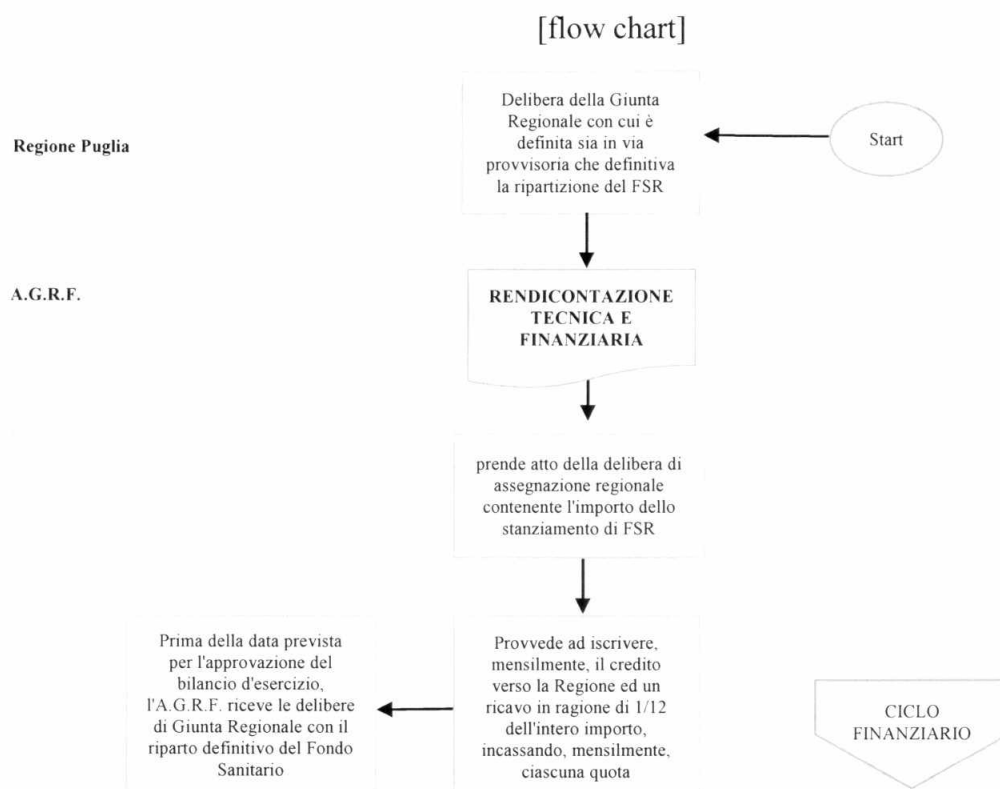 [flow chart]
Regione Puglia
Delibera della Giunta
Regionale con cui è
definita sia in via
provvisoria che definitiva
la ripartizione del FSR
Start
A.G.R.F.
RENDICONTAZIONE
TECNICA E
FINANZIARIA
prende atto della delibera di
assegnazione regionale
contenente l'importo dello
stanziamento di FSR
Prima della data prevista
per l'approvazione del
bilancio d'esercizio,
l'A.G.R.F. riceve le delibere
di Giunta Regionale con il
riparto definitivo del Fondo
Sanitario
Provvede ad iscrivere,
mensilmente, il credito
verso la Regione ed un
ricavo in ragione di 1/12
dell'intero importo,
incassando, mensilmente,
ciascuna quota
CICLO
FINANZIARIO